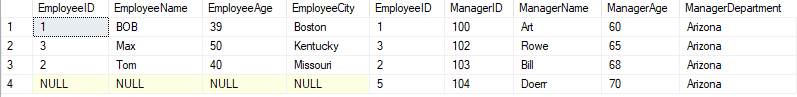 EmployeeID EmployeeName EmployeeAge EmployeeCity EmployeeID ManagerID ManagerName ManagerAge ManagerDepartment
1 1 BOB 39 Boston 1 100 Art 60 Arizona
2 3 Max 50 Kentucky 3 102 Rowe 65 Arizona
3 2 Tom 40 Missouri 2 103 Bill 68 Arizona
4 NULL NULL NULL NULL 5 104 Doerr 70 Arizona